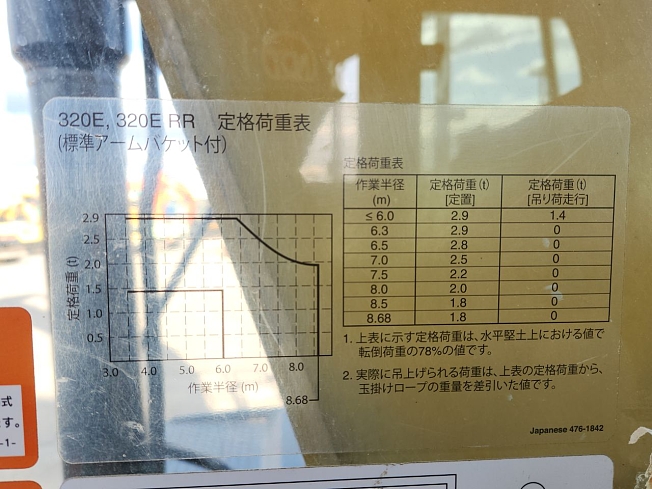 320E, 320E RR 定格荷重表
(標準アームバケット付)
定格荷重 (t)
2.9
2.5
2.0
1.5
1.0
0.5
3.0 4.0 5.0 6.0 7.0 8.0
作業半径 (m)
8.68
定格荷重表
作業半径 (m) 定格荷重 (t) [定置] 定格荷重 (t) [吊り荷走行]
≤ 6.0 2.9 1.4
6.3 2.9 0
6.5 2.8 0
7.0 2.5 0
7.5 2.2 0
8.0 2.0 0
8.5 1.8 0
8.68 1.8 0
1. 上表に示す定格荷重は、水平堅土上における値で
転倒荷重の78%の値です。
2. 実際に吊上げられる荷重は、上表の定格荷重から、
玉掛けロープの重量を差引いた値です。
Japanese 476-1842
式
す。
-1-